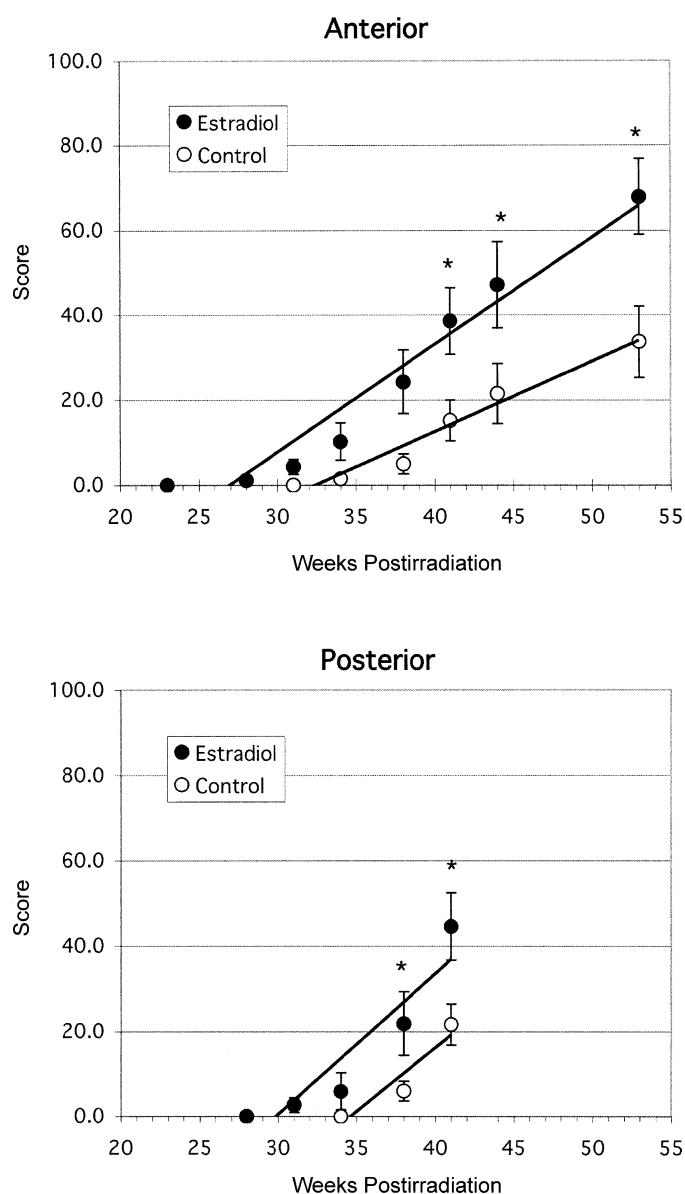 Anterior
100.0
80.0
60.0
40.0
20.0
0.0
Score
Estradiol
Control
*
*
*
20 25 30 35 40 45 50 55
Weeks Postirradiation
Posterior
100.0
80.0
60.0
40.0
20.0
0.0
Score
Estradiol
Control
*
*
20 25 30 35 40 45 50 55
Weeks Postirradiation